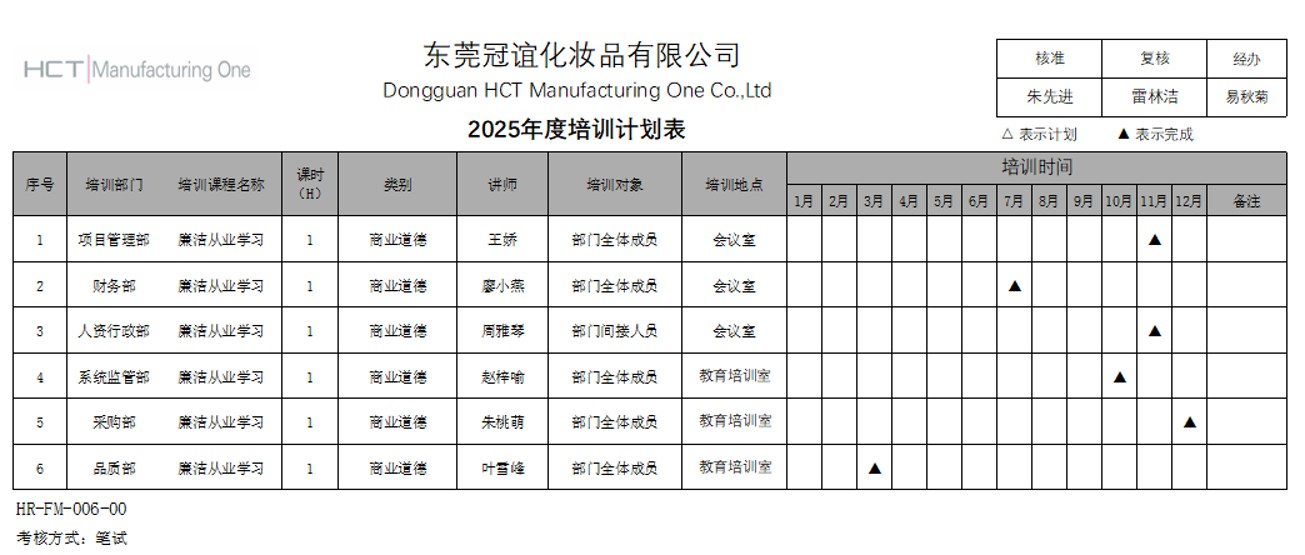 HCT Manufacturing One
东莞冠谊化妆品有限公司
Dongguan HCT Manufacturing One Co.,Ltd
2025年度培训计划表
核准 复核 经办
朱先进 雷林洁 易秋菊
△ 表示计划 ▲ 表示完成
序号 培训部门 培训课程名称 课时（H） 类别 讲师 培训对象 培训地点 培训时间
1月 2月 3月 4月 5月 6月 7月 8月 9月 10月 11月 12月 备注
1 项目管理部 廉洁从业学习 1 商业道德 王娇 部门全体成员 会议室 ▲
2 财务部 廉洁从业学习 1 商业道德 廖小燕 部门全体成员 会议室 ▲
3 人资行政部 廉洁从业学习 1 商业道德 周雅琴 部门间接人员 会议室 ▲
4 系统监管部 廉洁从业学习 1 商业道德 赵梓喻 部门全体成员 教育培训室 ▲
5 采购部 廉洁从业学习 1 商业道德 朱桃萌 部门全体成员 教育培训室 ▲
6 品质部 廉洁从业学习 1 商业道德 叶雪峰 部门全体成员 教育培训室 ▲
HR-FM-006-00
考核方式：笔试